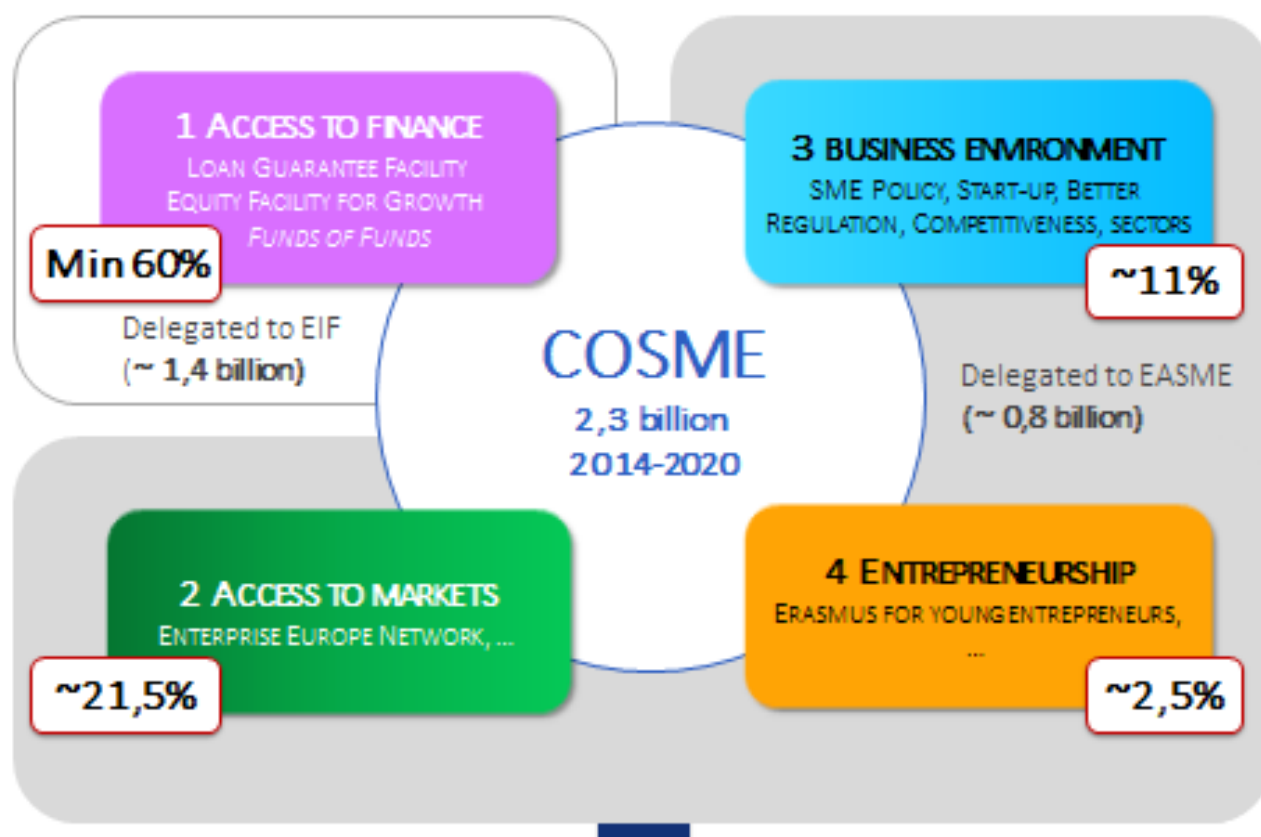 1 ACCESS TO FINANCE
LOAN GUARANTEE FACILITY
EQUITY FACILITY FOR GROWTH
FUNDS OF FUNDS
Min 60%
Delegated to EIF
(~ 1,4 billion)
3 BUSINESS ENVIRONMENT
SME POLICY, START-UP, BETTER
REGULATION, COMPETITIVENESS, SECTORS
~11%
Delegated to EASME
(~ 0,8 billion)
COSME
2,3 billion
2014-2020
2 ACCESS TO MARKETS
ENTERPRISE EUROPE NETWORK, ...
~21,5%
4 ENTREPRENEURSHIP
ERASMUS FOR YOUNG ENTREPRENEURS,
...
~2,5%